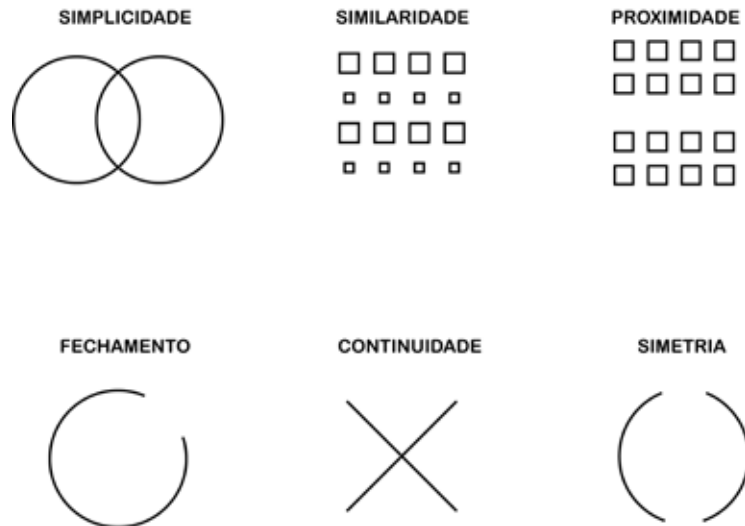 SIMPLICIDADE
SIMILARIDADE
PROXIMIDADE
FECHAMENTO
CONTINUIDADE
SIMETRIA